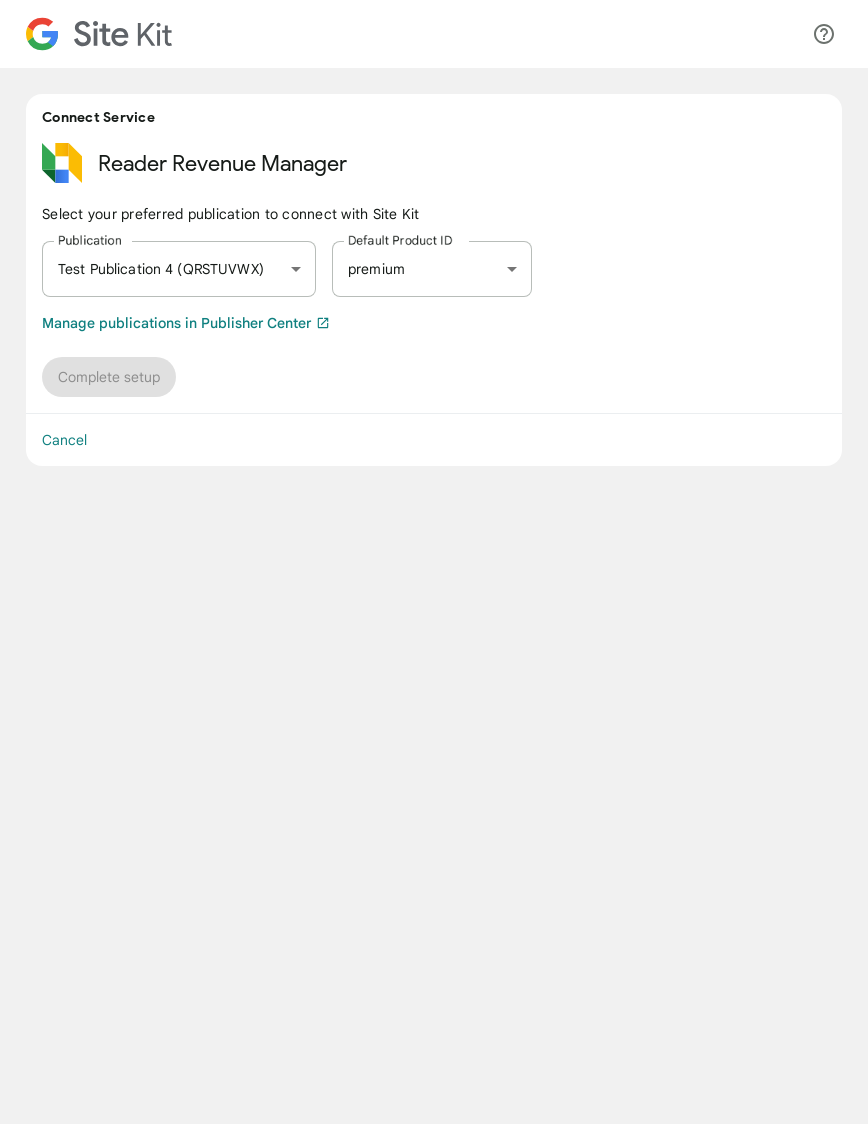 Site Kit
Connect Service
Reader Revenue Manager
Select your preferred publication to connect with Site Kit
Publication
Default Product ID
Test Publication 4 (QRSTUVWX)
premium
Manage publications in Publisher Center
Complete setup
Cancel